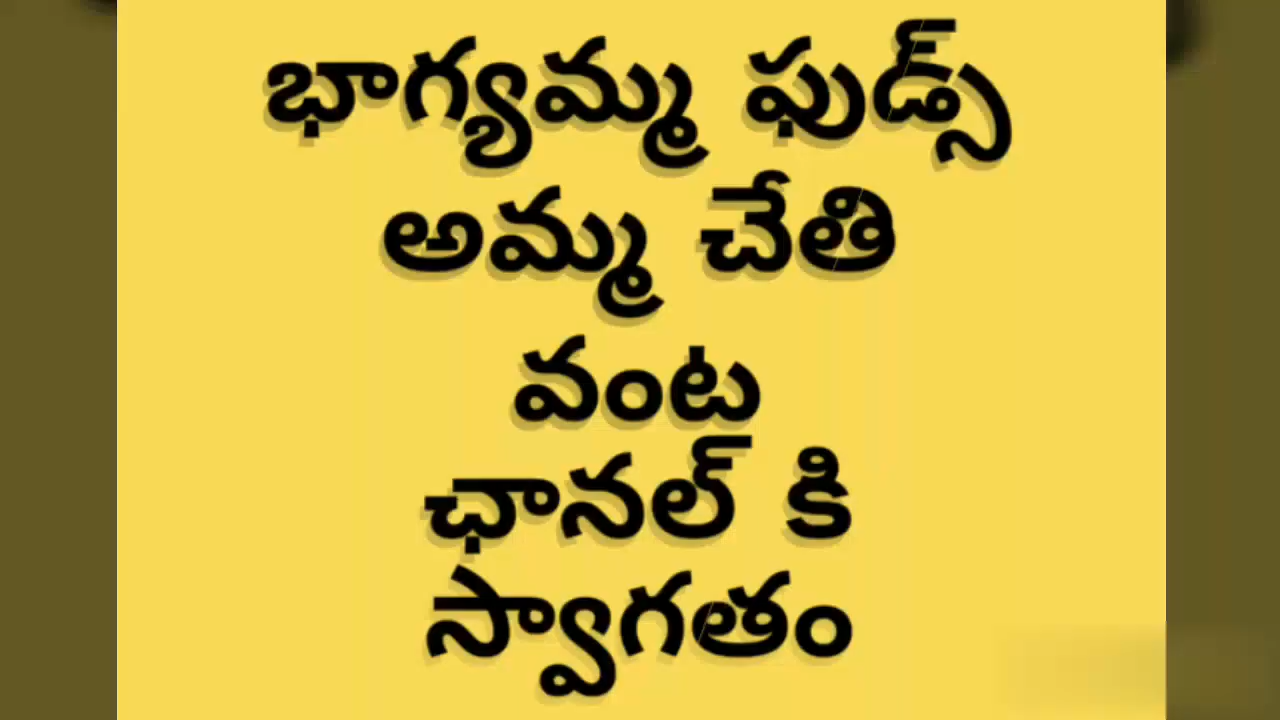 భాగ్యమ్మ ఫుడ్స్
అమ్మ చేతి
వంట
ఛానల్ కి
స్వాగతం